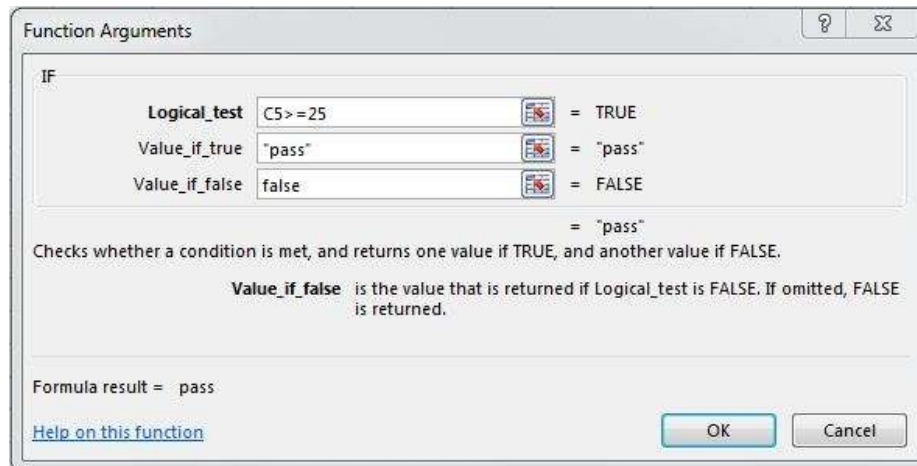 Function Arguments
IF
Logical_test C5>=25 = TRUE
Value_if_true "pass" = "pass"
Value_if_false false = FALSE
= "pass"
Checks whether a condition is met, and returns one value if TRUE, and another value if FALSE.
Value_if_false is the value that is returned if Logical_test is FALSE. If omitted, FALSE
is returned.
Formula result = pass
Help on this function OK Cancel